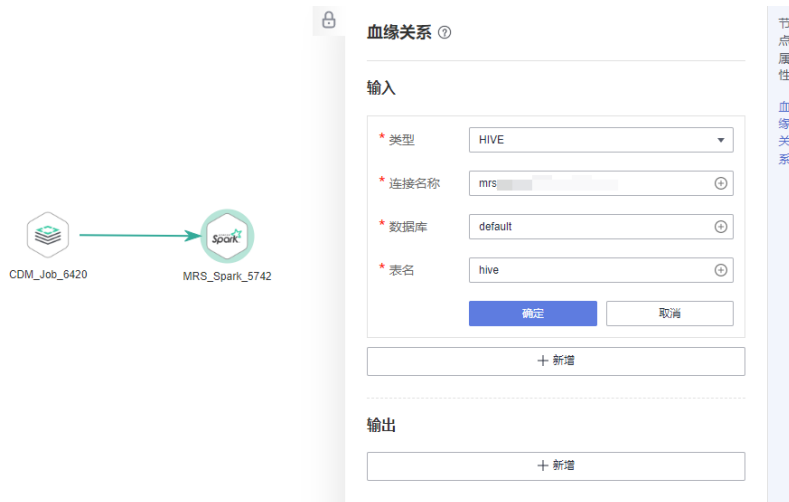 血缘关系
输入
* 类型 HIVE
* 连接名称 mrs
* 数据库 default
* 表名 hive
确定 取消
+ 新增
输出
+ 新增
Spark
CDM_Job_6420
MRS_Spark_5742
节点属性
血缘关系